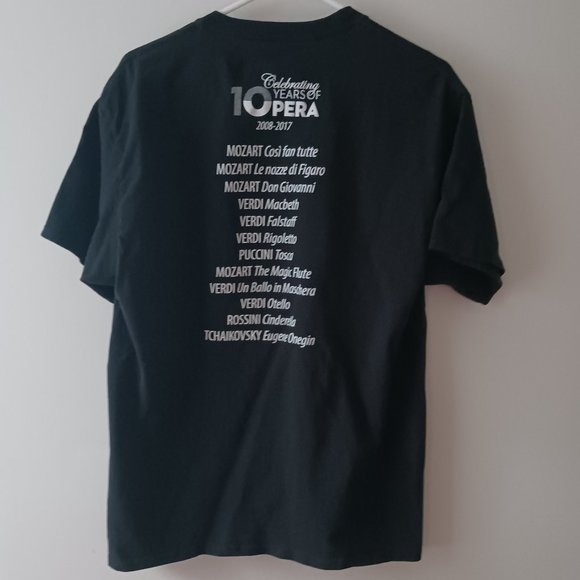 Celebrating
10 YEARS OF
OPERA
2008-2017
MOZART Così fan tutte
MOZART Le nozze di Figaro
MOZART Don Giovanni
VERDI Macbeth
VERDI Falstaff
VERDI Rigoletto
PUCCINI Tosca
MOZART The Magic Flute
VERDI Un Ballo in Maschera
VERDI Otello
ROSSINI Cinderella
TCHAIKOVSKY Eugene Onegin